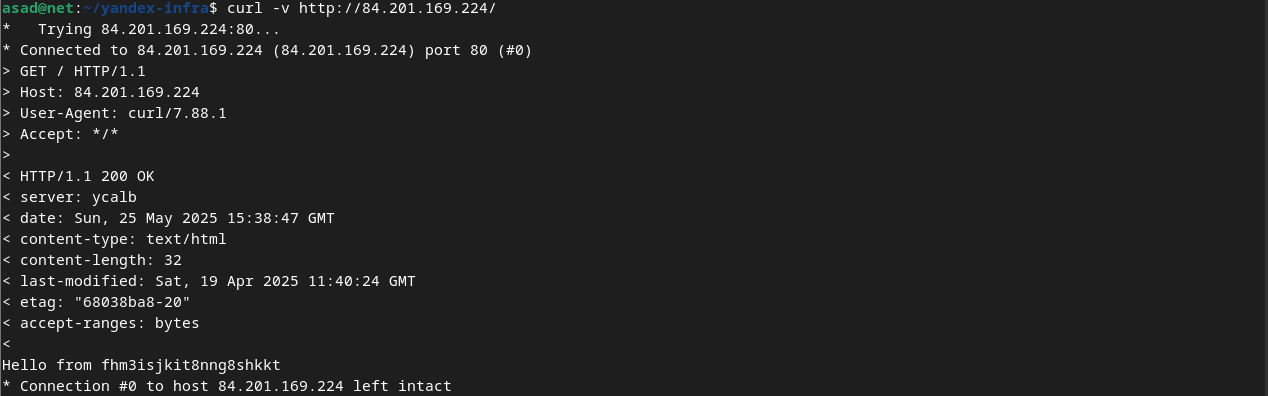 asad@net:~/yandex-infra$ curl -v http://84.201.169.224/
*   Trying 84.201.169.224:80...
* Connected to 84.201.169.224 (84.201.169.224) port 80 (#0)
> GET / HTTP/1.1
> Host: 84.201.169.224
> User-Agent: curl/7.88.1
> Accept: */*
>
< HTTP/1.1 200 OK
< server: ycalb
< date: Sun, 25 May 2025 15:38:47 GMT
< content-type: text/html
< content-length: 32
< last-modified: Sat, 19 Apr 2025 11:40:24 GMT
< etag: "68038ba8-20"
< accept-ranges: bytes
<
Hello from fhm3isjkit8nng8shkkt
* Connection #0 to host 84.201.169.224 left intact